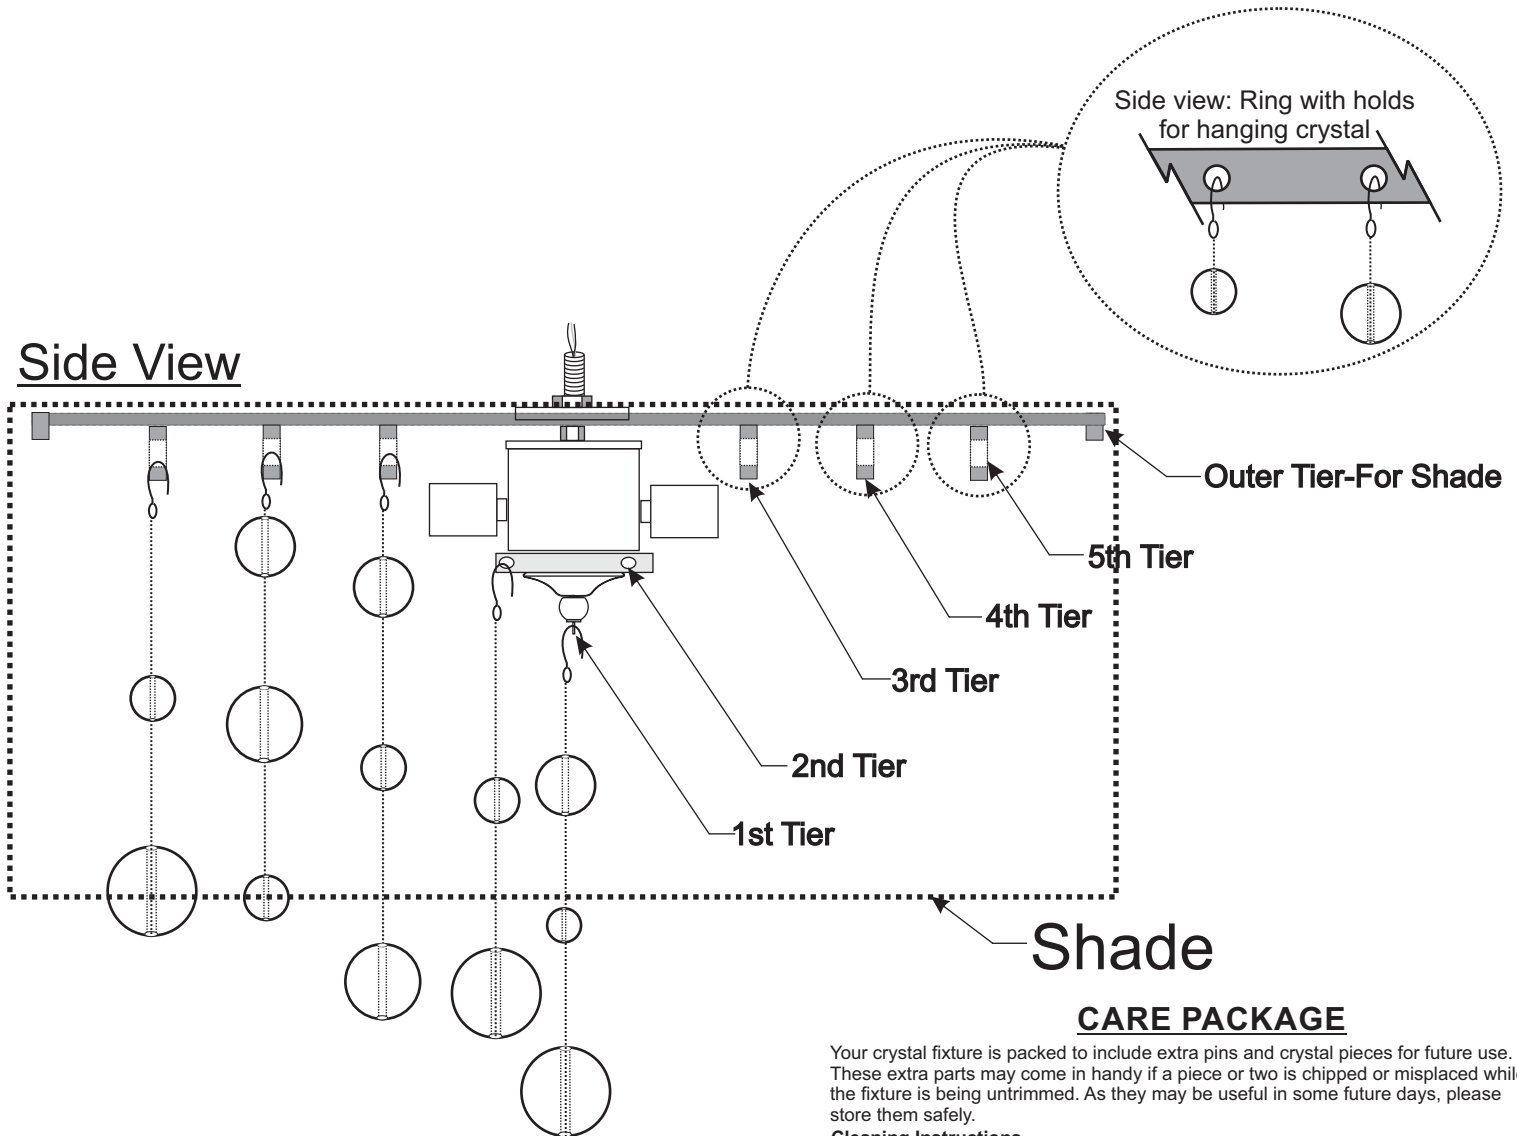 Side view: Ring with holds
for hanging crystal
Side View
Outer Tier-For Shade
5th Tier
4th Tier
3rd Tier
2nd Tier
1st Tier
Shade
CARE PACKAGE
Your crystal fixture is packed to include extra pins and crystal pieces for future use.
These extra parts may come in handy if a piece or two is chipped or misplaced whil
the fixture is being untrimmed. As they may be useful in some future days, please
store them safely.
Cleaning Instructions